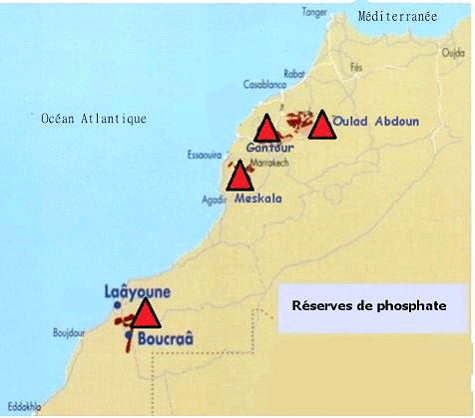 Méditerranée
Tanger
Oujda
Rabat
Fés
Casablanca
Océan Atlantique
Oulad Abdoun
Gantour
Essaouira
Marrakech
Agadir
Meskala
Laâyoune
Réserves de phosphate
Boujdour
Boucraâ
Eddakhla